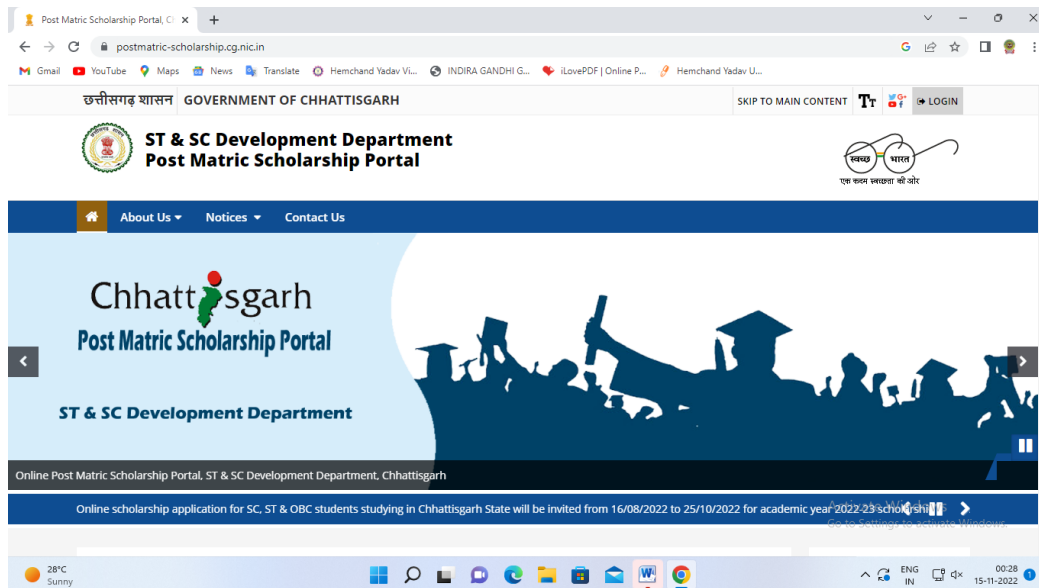 Post Matric Scholarship Portal, Ch
postmatric-scholarship.cg.nic.in
Gmail YouTube Maps News Translate Hemchand Yadav Vi... INDIRA GANDHI G... iLovePDF | Online P... Hemchand Yadav U...
छत्तीसगढ़ शासन GOVERNMENT OF CHHATTISGARH SKIP TO MAIN CONTENT TT LOGIN
ST & SC Development Department
Post Matric Scholarship Portal
स्वच्छ भारत
एक कदम स्वच्छता की ओर
About Us Notices Contact Us
Chhattisgarh
Post Matric Scholarship Portal
ST & SC Development Department
Online Post Matric Scholarship Portal, ST & SC Development Department, Chhattisgarh
Online scholarship application for SC, ST & OBC students studying in Chhattisgarh State will be invited from 16/08/2022 to 25/10/2022 for academic year 2022-23
Activate Windows
Go to Settings to activate Windows.
28°C
Sunny
ENG
IN
00:28
15-11-2022